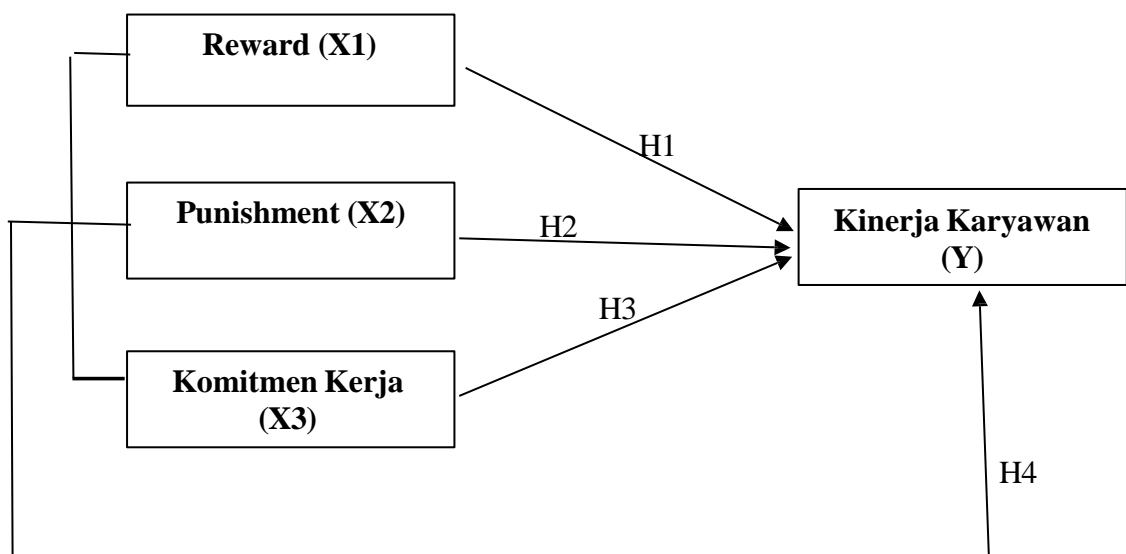 Reward (X1)
H1
Punishment (X2)
H2
Kinerja Karyawan
(Y)
H3
Komitmen Kerja
(X3)
H4